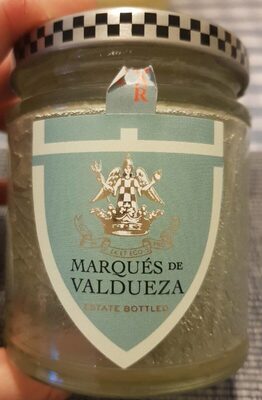 R
MARQUÉS DE
VALDUEZA
ESTATE BOTTLED